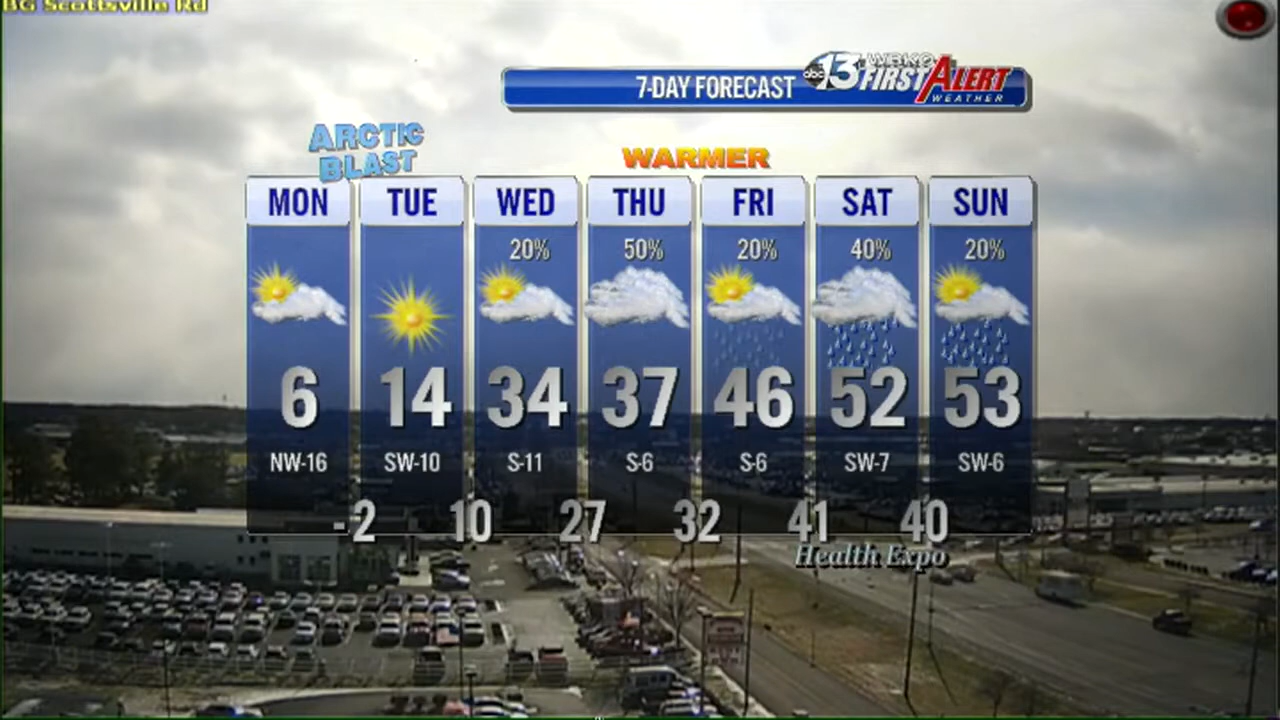 BG Scottsville Rd
7-DAY FORECAST
abc 13 WBKO FIRST ALERT WEATHER
ARCTIC BLAST
WARMER
MON TUE WED THU FRI SAT SUN
20% 50% 20% 40% 20%
6 14 34 37 46 52 53
NW-16 SW-10 S-11 S-6 S-6 SW-7 SW-6
-2 10 27 32 41 40
Health Expo